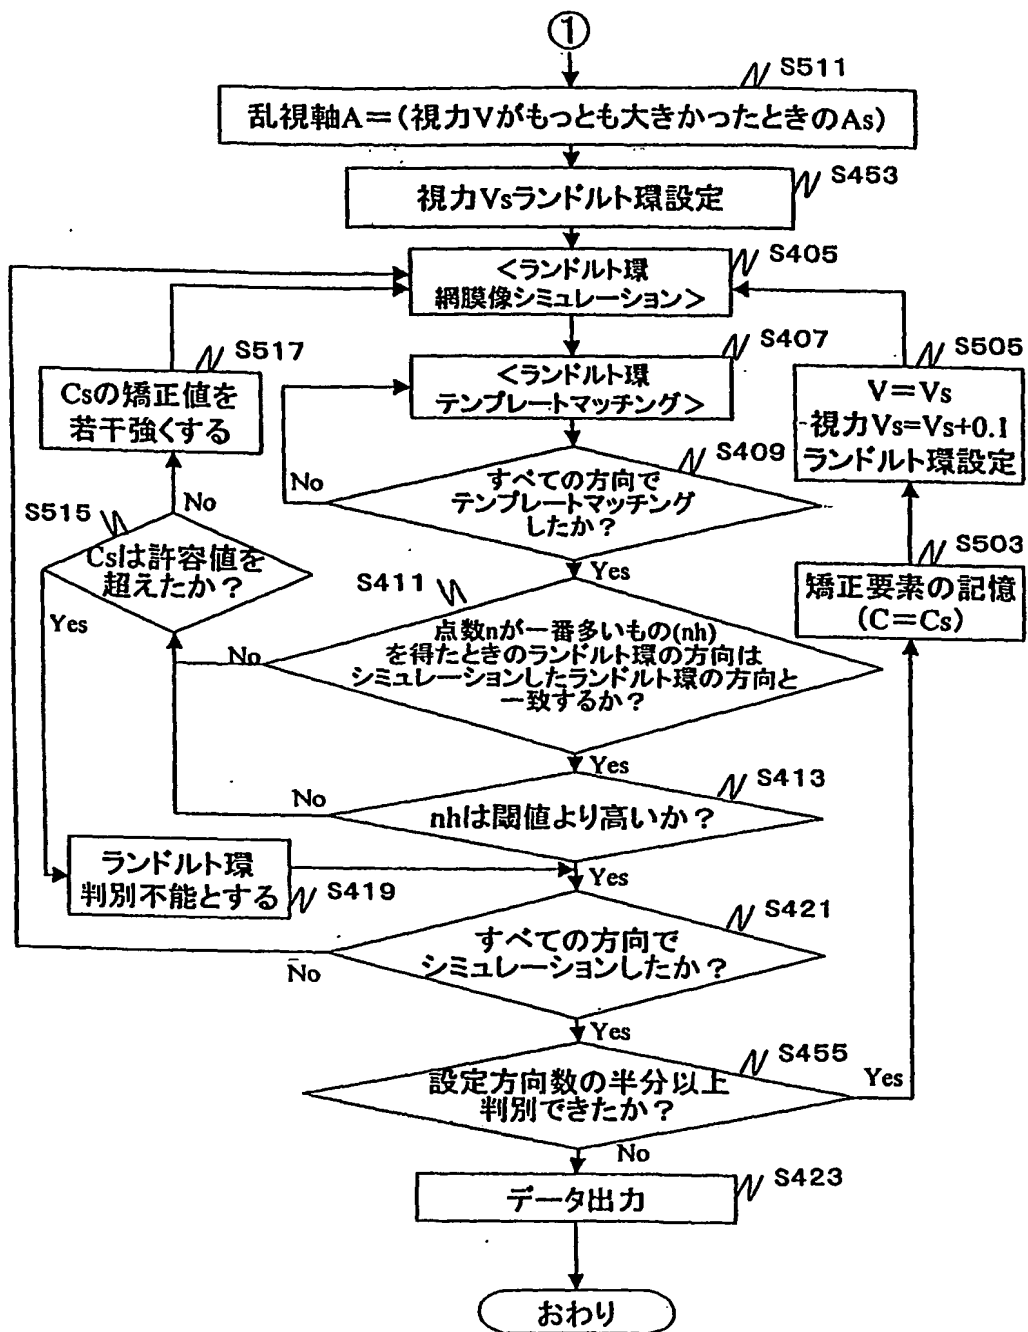 ①
S511
乱視軸A=(視力VがもっともI大きかったときのAs)
S453
視力Vsランドルト環設定
S405
<ランドルト環
網膜像シミュレーション>
S517
Csの矯正値を
若干強くする
S407
<ランドルト環
テンプレートマッチング>
S505
V=Vs
視力Vs=Vs+0.1
ランドルト環設定
S409
すべての方向で
テンプレートマッチング
したか？
No
Yes
No
S515
Csは許容値を
超えたか？
Yes
S503
矯正要素の記憶
(C=Cs)
S411
点数nが一番多いもの(nh)
を得たときのランドルト環の方向は
シミュレーションしたランドルト環の方向と
一致するか？
No
Yes
S413
nhは閾値より高いか？
No
Yes
ランドルト環
判別不能とする
S419
S421
すべての方向で
シミュレーションしたか？
No
Yes
S455
設定方向数の半分以上
判別できたか？
Yes
No
S423
データ出力
おわり